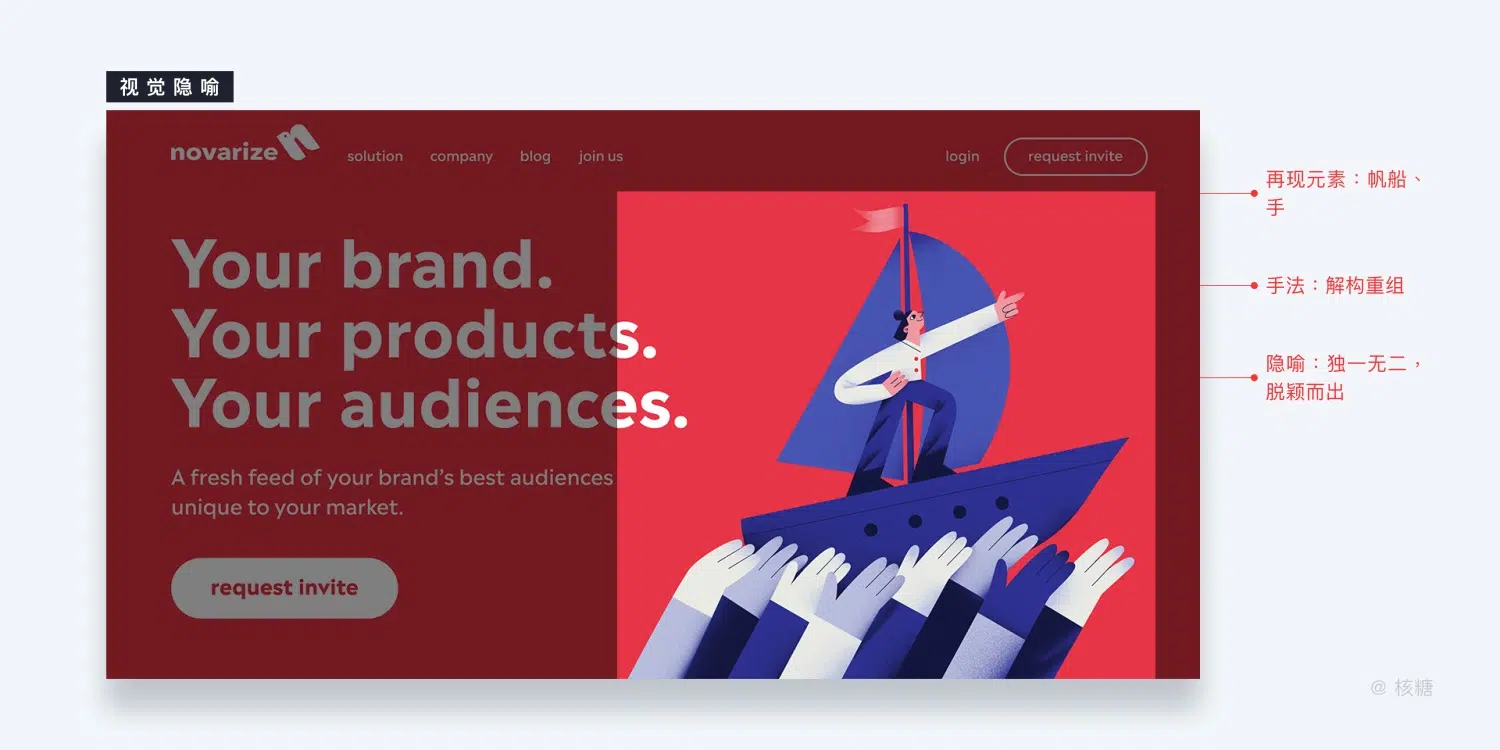 视觉隐喻
novarize
solution company blog join us login request invite
Your brand.
Your products.
Your audiences.
A fresh feed of your brand’s best audiences
unique to your market.
request invite
再现元素：帆船、
手
手法：解构重组
隐喻：独一无二，
脱颖而出
@ 核糖